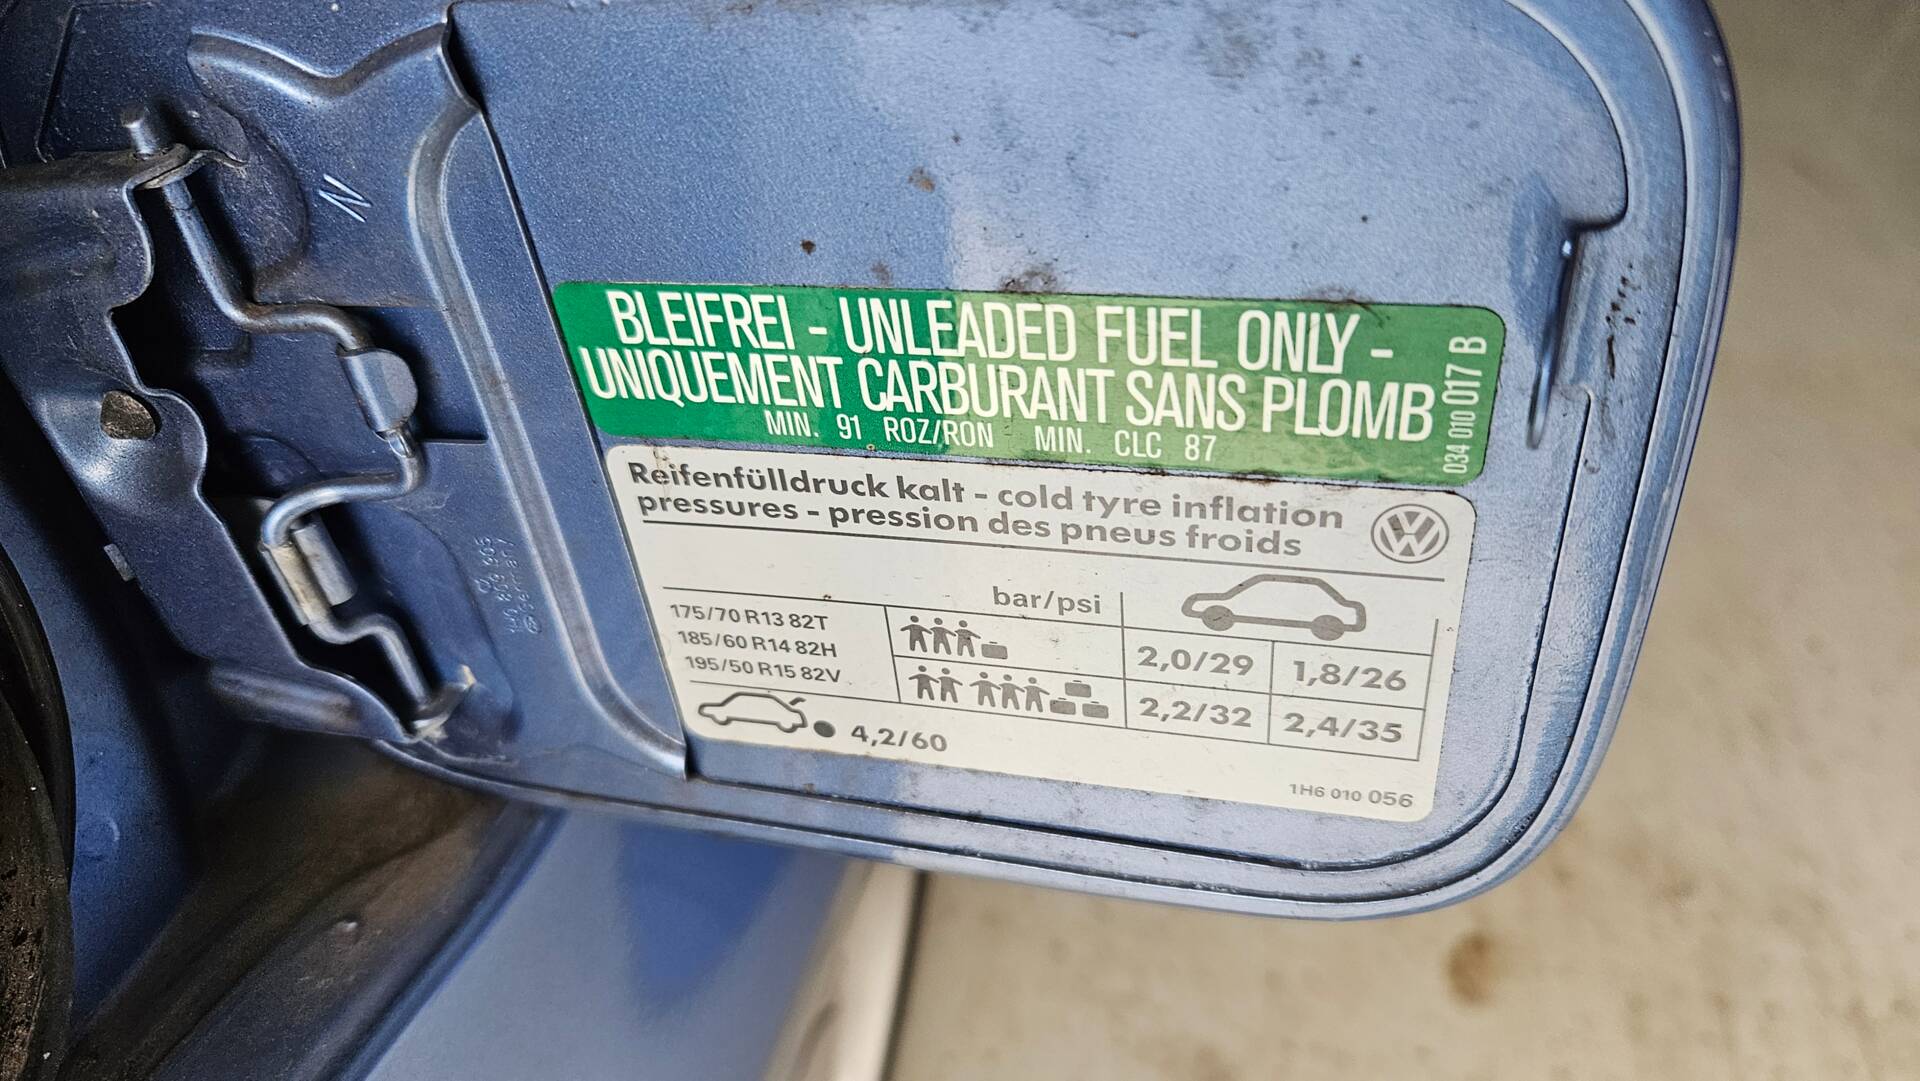 BLEIFREI - UNLEADED FUEL ONLY -
UNIQUEMENT CARBURANT SANS PLOMB
MIN. 91 ROZ/RON MIN. CLC 87
034 010 017 B
Reifenfülldruck kalt - cold tyre inflation
pressures - pression des pneus froids
bar/psi
175/70 R13 82T
185/60 R14 82H
195/50 R15 82V
2,0/29 1,8/26
2,2/32 2,4/35
4,2/60
1H6 010 056
N
Germany